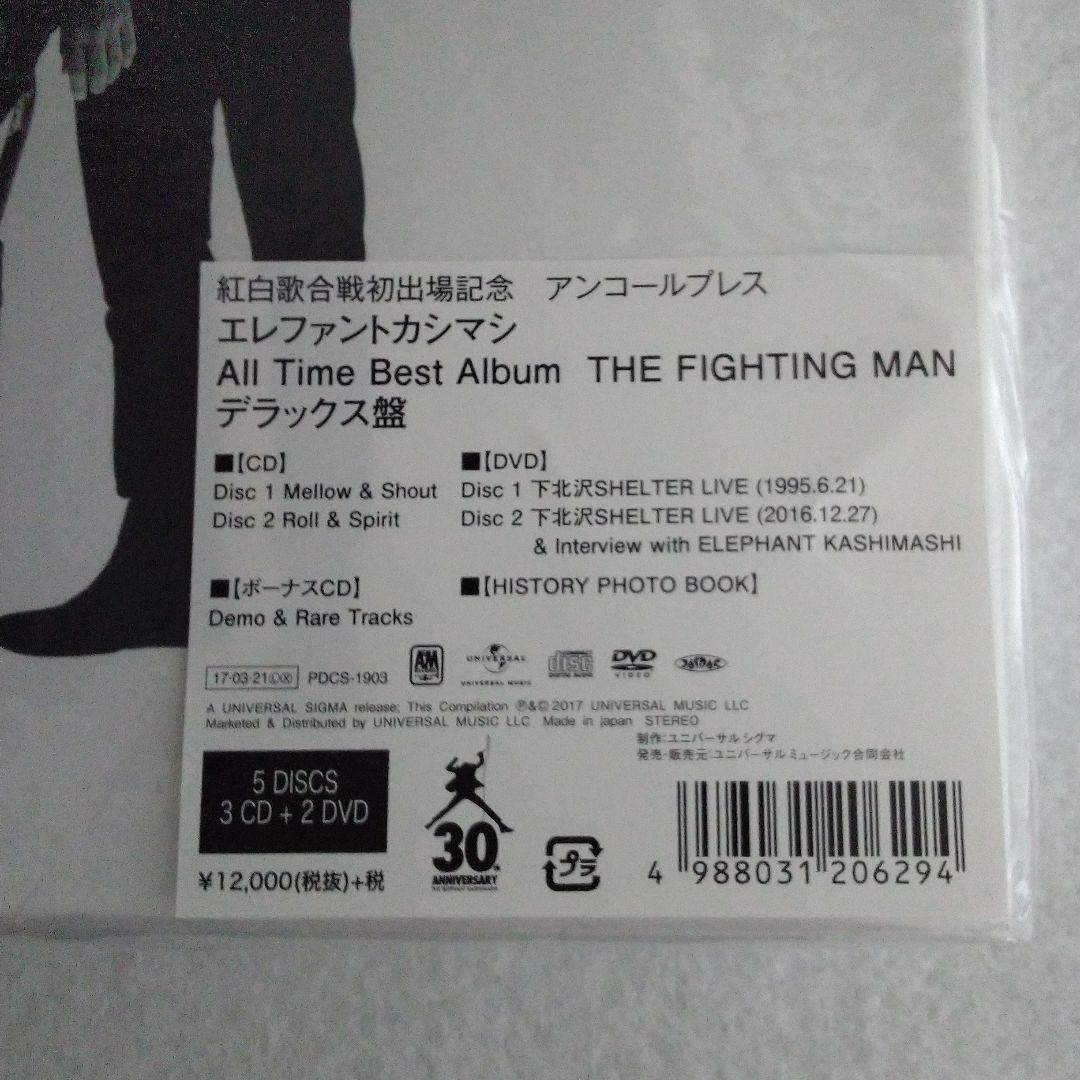 紅白歌合戦初出場記念　アンコールプレス
エレファントカシマシ
All Time Best Album THE FIGHTING MAN
デラックス盤
■【CD】
Disc 1 Mellow & Shout
Disc 2 Roll & Spirit
■【DVD】
Disc 1 下北沢SHELTER LIVE (1995.6.21)
Disc 2 下北沢SHELTER LIVE (2016.12.27)
& Interview with ELEPHANT KASHIMASHI
■【ボーナスCD】
Demo & Rare Tracks
■【HISTORY PHOTO BOOK】
17·03·21ⓁⓍ PDCS-1903
A&M
UNIVERSAL
UNIVERSAL MUSIC
disc
DIGITAL AUDIO
DVD
VIDEO
A UNIVERSAL SIGMA release; This Compilation ℗&© 2017 UNIVERSAL MUSIC LLC
Marketed & Distributed by UNIVERSAL MUSIC LLC Made in japan STEREO
制作:ユニバーサル シグマ
発売・販売元:ユニバーサル ミュージック合同会社
5 DISCS
3 CD + 2 DVD
¥12,000(税抜)+税
30
ANNIVERSARY
プラ
4 988031 206294